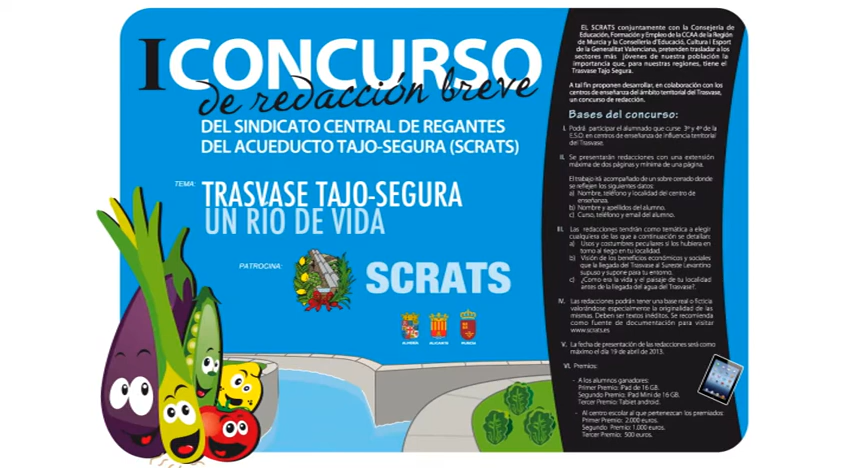 I CONCURSO
de redacción breve
DEL SINDICATO CENTRAL DE REGANTES
DEL ACUEDUCTO TAJO-SEGURA (SCRATS)
TEMA:
TRASVASE TAJO-SEGURA
UN RIO DE VIDA
PATROCINA:
SCRATS
ALMERIA ALICANTE MURCIA
EL SCRATS conjuntamente con la Consejería de
Educación, Formación y Empleo de la CCAA de la Región
de Murcia y la Conselleria d'Educació, Cultura i Esport
de la Generalitat Valenciana, pretenden trasladar a los
sectores más jóvenes de nuestra población la
importancia que, para nuestras regiones, tiene el
Trasvase Tajo Segura.
A tal fin proponen desarrollar, en colaboración con los
centros de enseñanza del ámbito territorial del Trasvase,
un concurso de redacción.
Bases del concurso:
I. Podrá participar el alumnado que curse 3º y 4º de la
E.S.O. en centros de enseñanza de influencia territorial
del Trasvase.
II. Se presentarán redacciones con una extensión
máxima de dos páginas y mínima de una página.
El trabajo irá acompañado de un sobre cerrado donde
se reflejen los siguientes datos:
a) Nombre, teléfono y localidad del centro de
enseñanza.
b) Nombre y apellidos del alumno.
c) Curso, teléfono y email del alumno.
III. Las redacciones tendrán como temática a elegir
cualquiera de las que a continuación se detallan:
a) Usos y costumbres peculiares si los hubiera en
torno al riego en tu localidad.
b) Visión de los beneficios económicos y sociales
que la llegada del Trasvase al Sureste Levantino
supuso y supone para tu entorno.
c) ¿Como era la vida y el paisaje de tu localidad
antes de la llegada del agua del Trasvase?.
IV. Las redacciones podrán tener una base real o ficticia
valorándose especialmente la originalidad de las
mismas. Deben ser textos inéditos. Se recomienda
como fuente de documentación para visitar
www.scrats.es
V. La fecha de presentación de las redacciones será como
máximo el día 19 de abril de 2013.
VI. Premios:
- A los alumnos ganadores:
Primer Premio: iPad de 16 GB.
Segundo Premio: iPad Mini de 16 GB.
Tercer Premio: Tablet android.
- Al centro escolar al que pertenezcan los premiados:
Primer Premio: 2.000 euros.
Segundo Premio: 1.000 euros.
Tercer Premio: 500 euros.